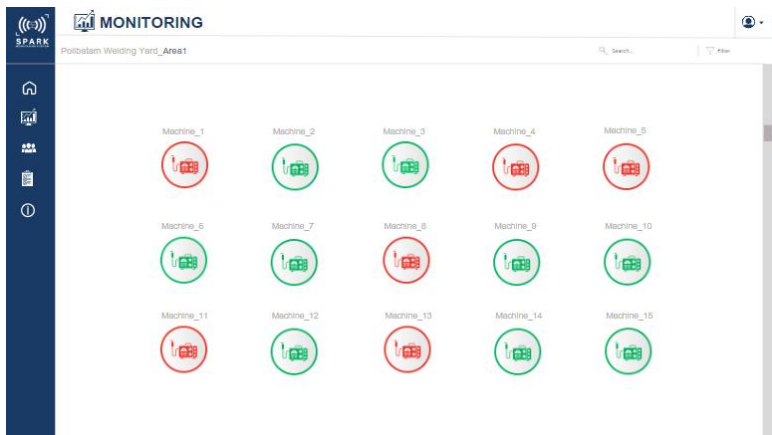 ((( ))) MONITORING
SPARK
Polibatam Welding Yard_Area1 Search... Filter
Machine_1 Machine_2 Machine_3 Machine_4 Machine_5
Machine_6 Machine_7 Machine_8 Machine_9 Machine_10
Machine_11 Machine_12 Machine_13 Machine_14 Machine_15